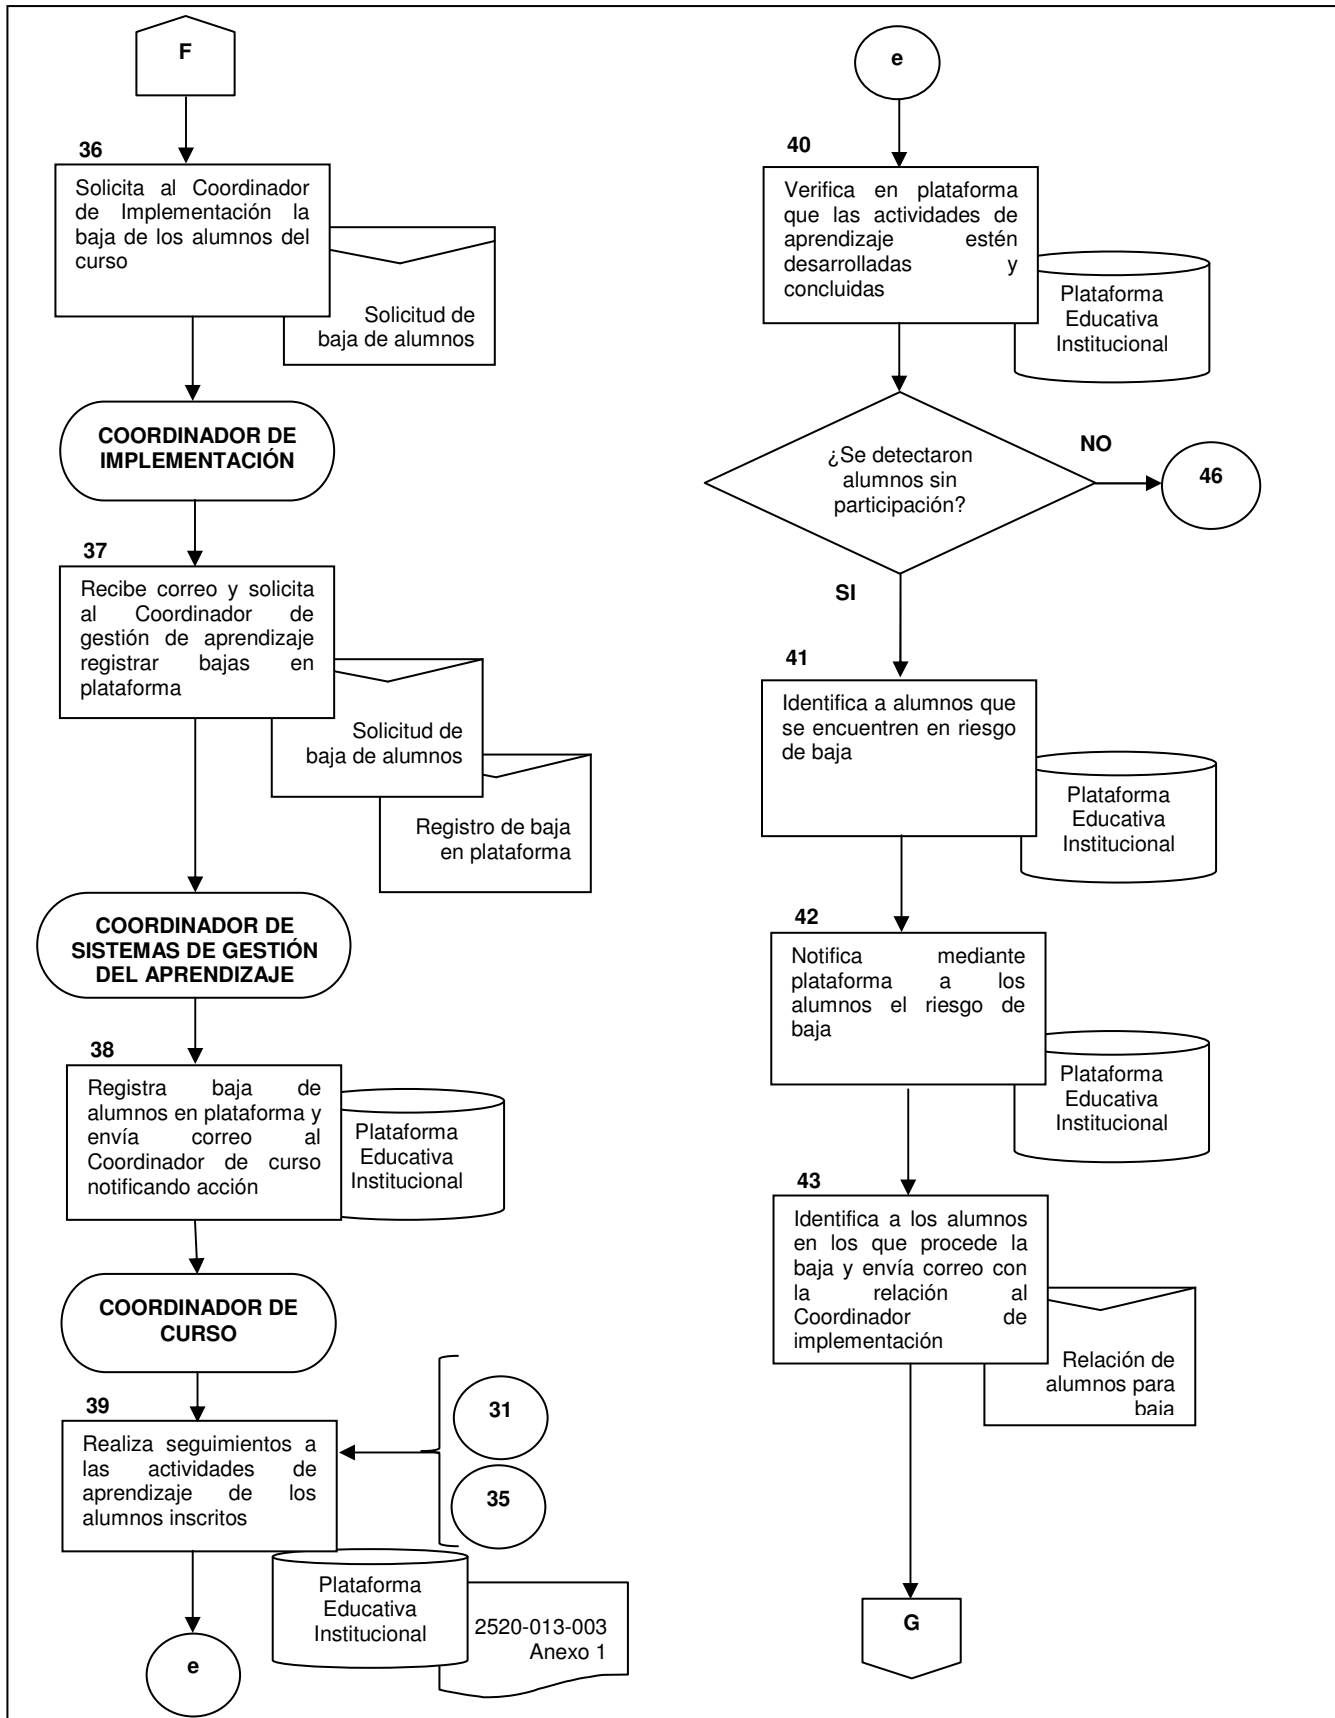 F
36
Solicita al Coordinador
de Implementación la
baja de los alumnos del
curso
Solicitud de
baja de alumnos
COORDINADOR DE
IMPLEMENTACIÓN
37
Recibe correo y solicita
al Coordinador de
gestión de aprendizaje
registrar bajas en
plataforma
Solicitud de
baja de alumnos
Registro de baja
en plataforma
COORDINADOR DE
SISTEMAS DE GESTIÓN
DEL APRENDIZAJE
38
Registra baja de
alumnos en plataforma y
envía correo al
Coordinador de curso
notificando acción
Plataforma
Educativa
Institucional
COORDINADOR DE
CURSO
39
Realiza seguimientos a
las actividades de
aprendizaje de los
alumnos inscritos
31
35
Plataforma
Educativa
Institucional
2520-013-003
Anexo 1
e
e
40
Verifica en plataforma
que las actividades de
aprendizaje estén
desarrolladas y
concluidas
Plataforma
Educativa
Institucional
¿Se detectaron
alumnos sin
participación?
NO
46
SI
41
Identifica a alumnos que
se encuentren en riesgo
de baja
Plataforma
Educativa
Institucional
42
Notifica mediante
plataforma a los
alumnos el riesgo de
baja
Plataforma
Educativa
Institucional
43
Identifica a los alumnos
en los que procede la
baja y envía correo con
la relación al
Coordinador de
implementación
Relación de
alumnos para
baja
G